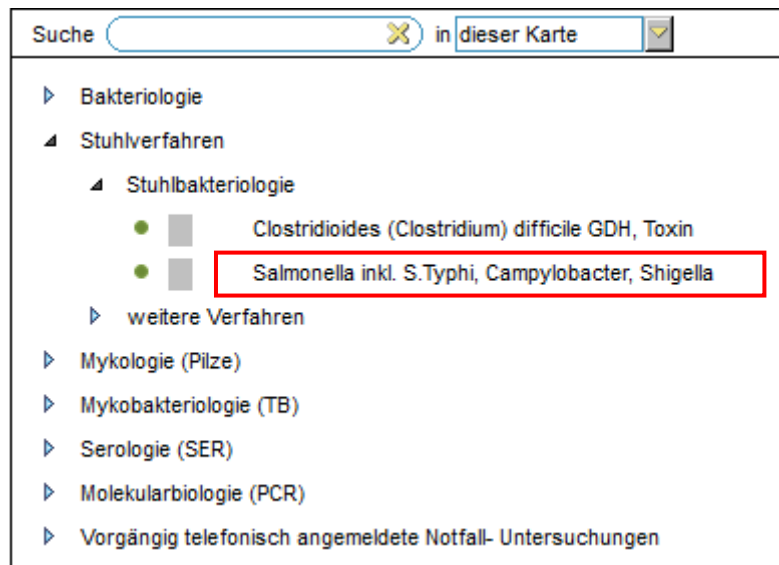 Suche in dieser Karte
Bakteriologie
Stuhlverfahren
Stuhlbakteriologie
Clostridioides (Clostridium) difficile GDH, Toxin
Salmonella inkl. S.Typhi, Campylobacter, Shigella
weitere Verfahren
Mykologie (Pilze)
Mykobakteriologie (TB)
Serologie (SER)
Molekularbiologie (PCR)
Vorgängig telefonisch angemeldete Notfall- Untersuchungen